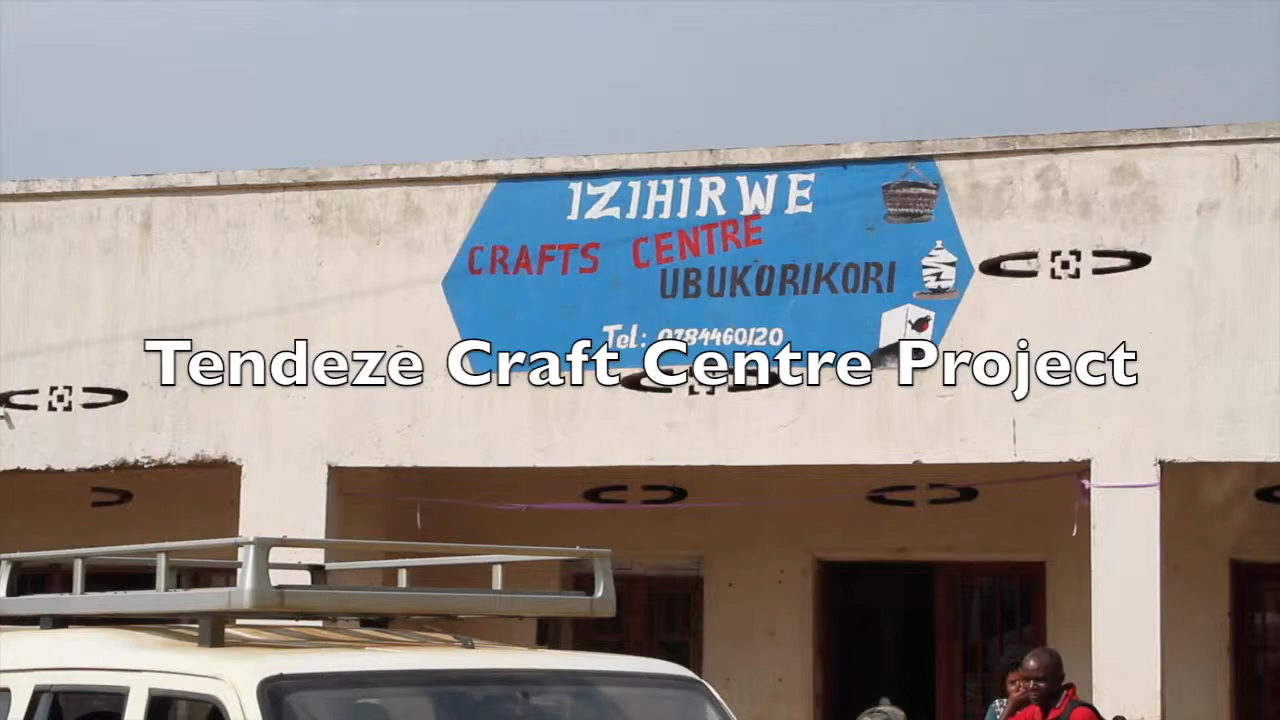 IZIHIRWE
CRAFTS CENTRE
UBUKORIKORI
Tel: 0784460120
Tendeze Craft Centre Project